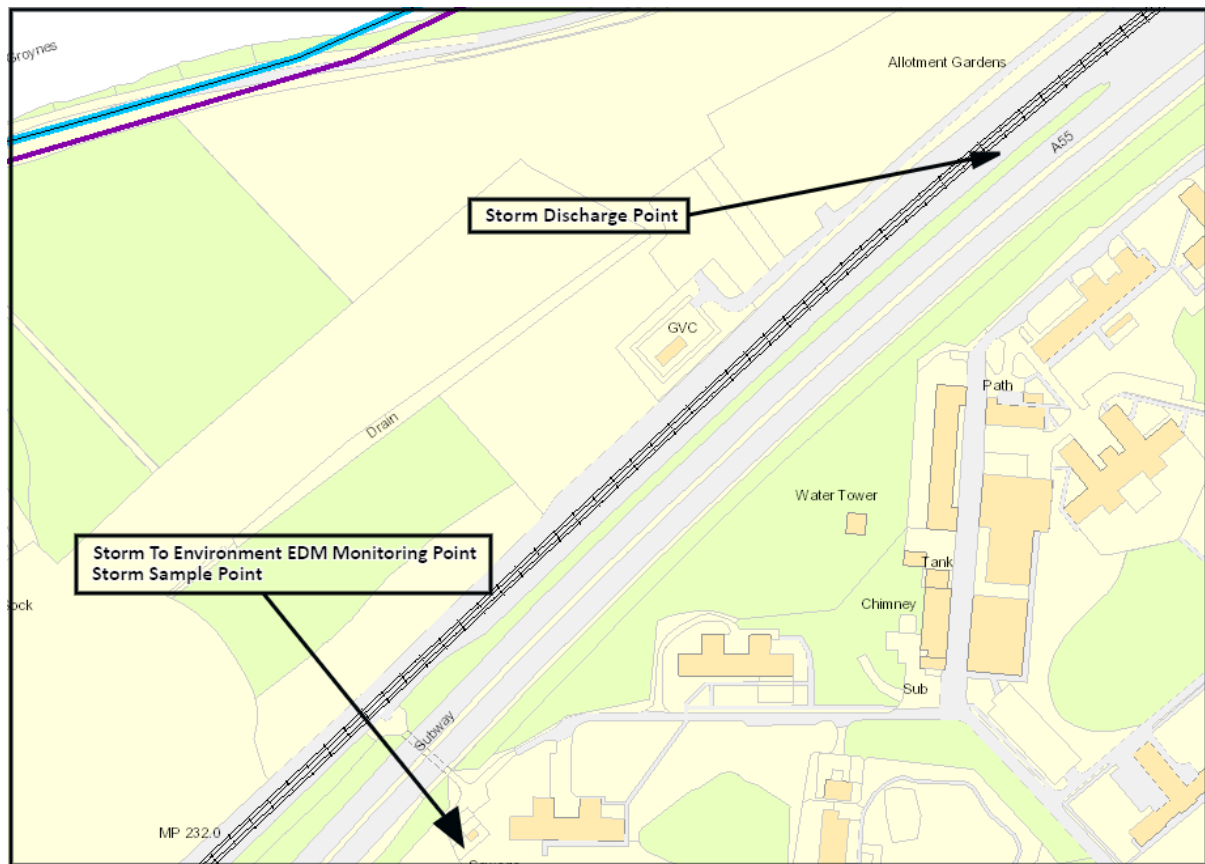 Groynes
Allotment Gardens
A55
Storm Discharge Point
GVC
Path
Drain
Water Tower
Storm To Environment EDM Monitoring Point
Storm Sample Point
Tank
Chimney
Sub
Subway
MP 232.0